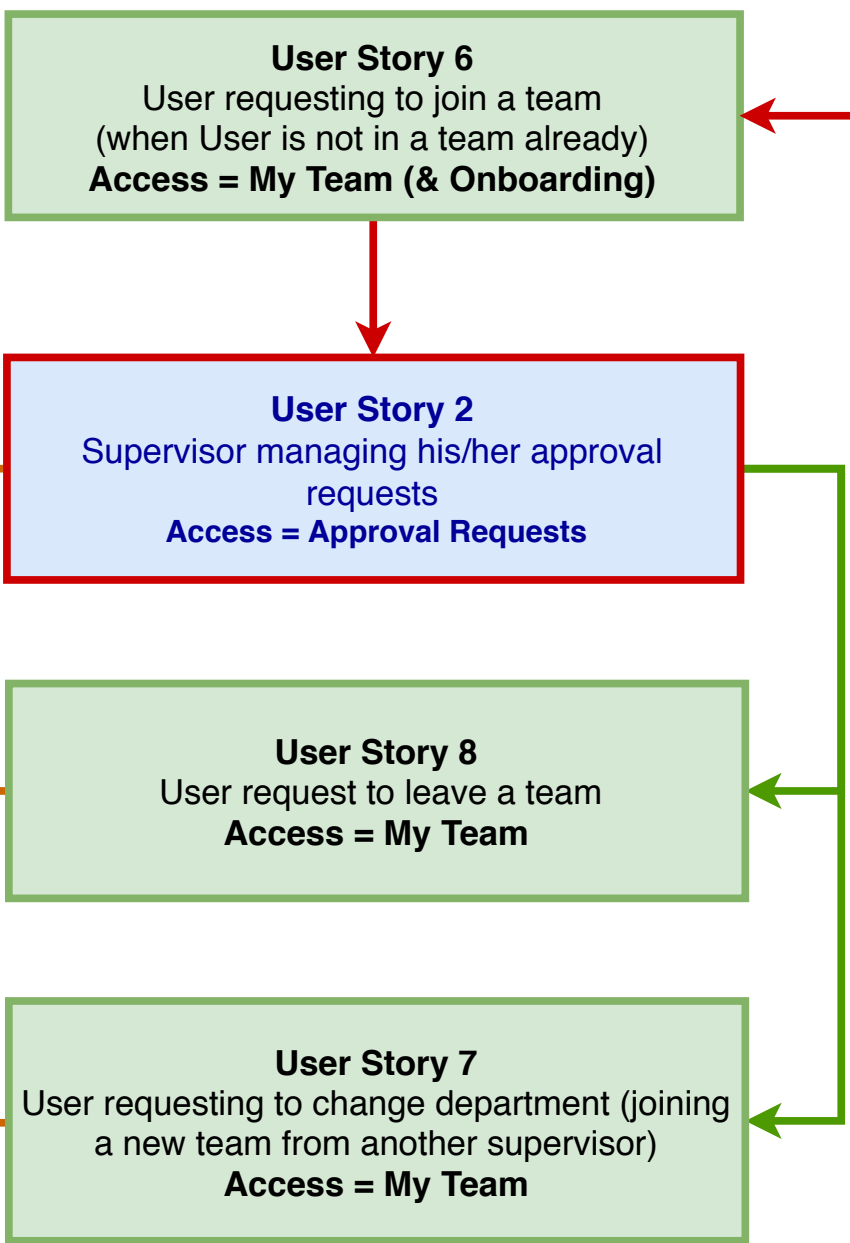 User Story 6
User requesting to join a team
(when User is not in a team already)
Access = My Team (& Onboarding)
User Story 2
Supervisor managing his/her approval
requests
Access = Approval Requests
User Story 8
User request to leave a team
Access = My Team
User Story 7
User requesting to change department (joining
a new team from another supervisor)
Access = My Team